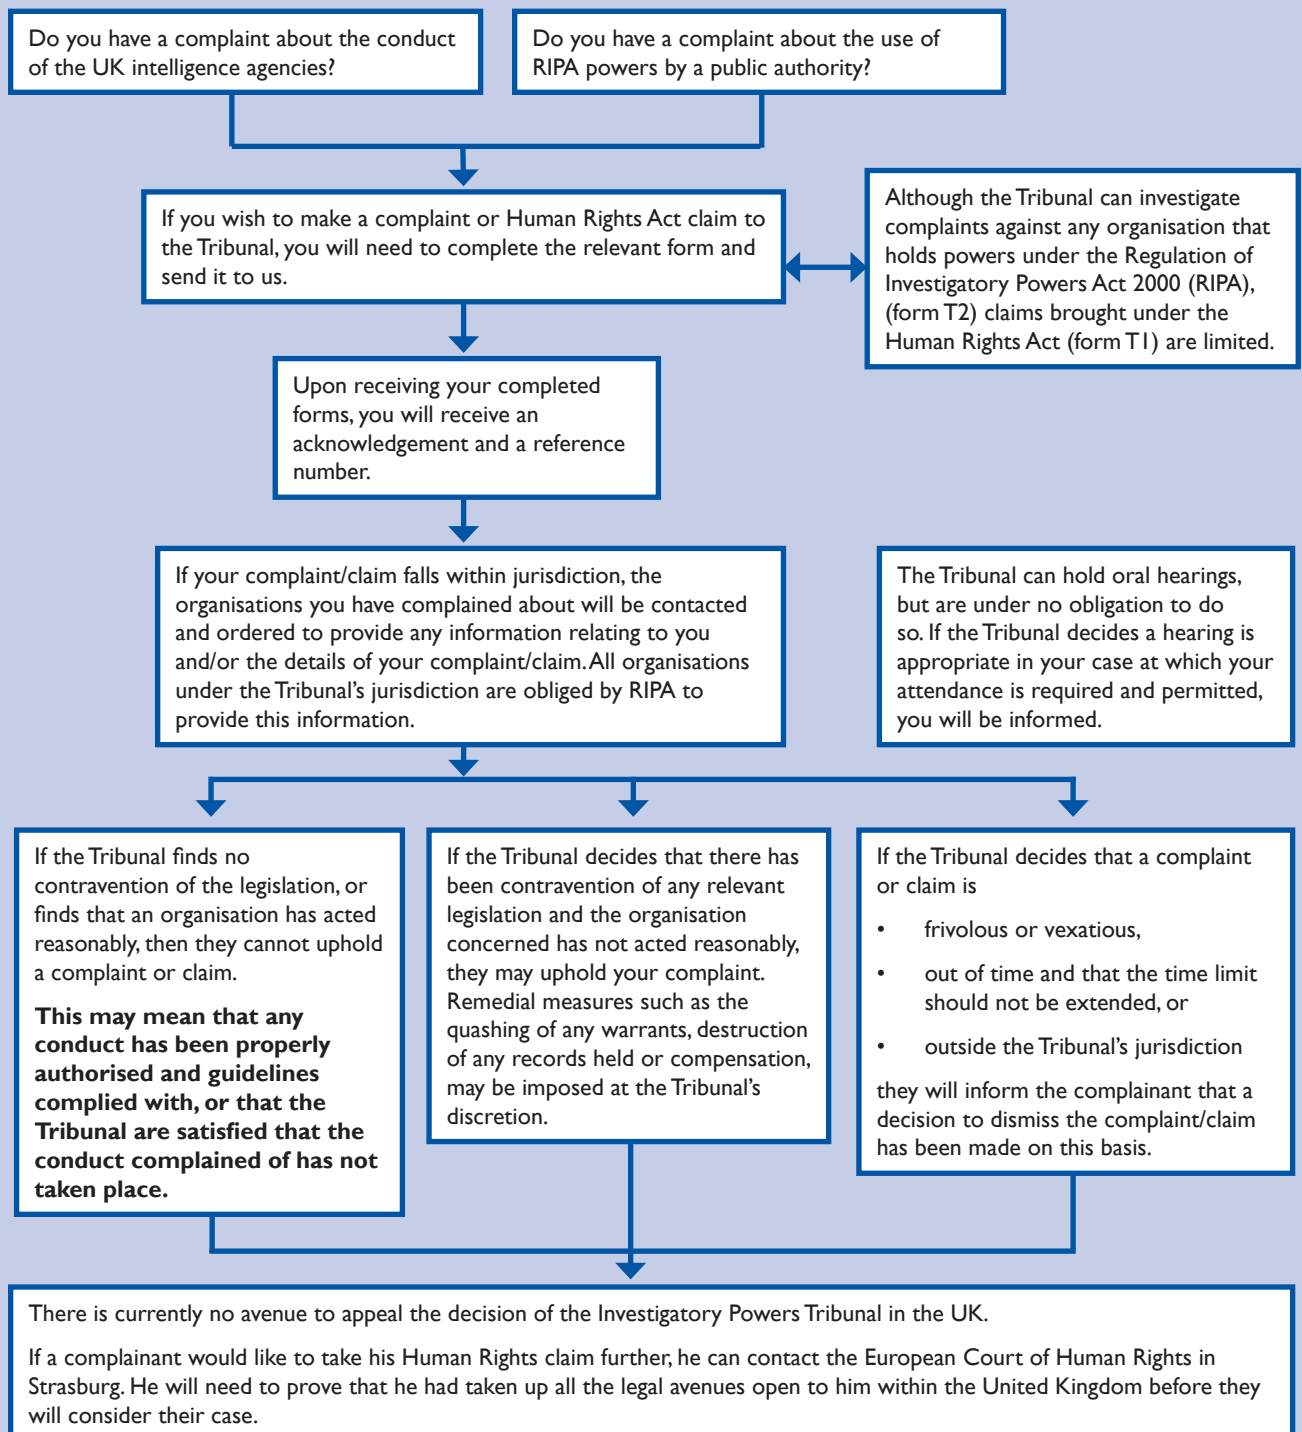 Do you have a complaint about the conduct
of the UK intelligence agencies?
Do you have a complaint about the use of
RIPA powers by a public authority?
If you wish to make a complaint or Human Rights Act claim to
the Tribunal, you will need to complete the relevant form and
send it to us.
Although the Tribunal can investigate
complaints against any organisation that
holds powers under the Regulation of
Investigatory Powers Act 2000 (RIPA),
(form T2) claims brought under the
Human Rights Act (form T1) are limited.
Upon receiving your completed
forms, you will receive an
acknowledgement and a reference
number.
If your complaint/claim falls within jurisdiction, the
organisations you have complained about will be contacted
and ordered to provide any information relating to you
and/or the details of your complaint/claim. All organisations
under the Tribunal's jurisdiction are obliged by RIPA to
provide this information.
The Tribunal can hold oral hearings,
but are under no obligation to do
so. If the Tribunal decides a hearing is
appropriate in your case at which your
attendance is required and permitted,
you will be informed.
If the Tribunal finds no
contravention of the legislation, or
finds that an organisation has acted
reasonably, then they cannot uphold
a complaint or claim.
This may mean that any
conduct has been properly
authorised and guidelines
complied with, or that the
Tribunal are satisfied that the
conduct complained of has not
taken place.
If the Tribunal decides that there has
been contravention of any relevant
legislation and the organisation
concerned has not acted reasonably,
they may uphold your complaint.
Remedial measures such as the
quashing of any warrants, destruction
of any records held or compensation,
may be imposed at the Tribunal's
discretion.
If the Tribunal decides that a complaint
or claim is
• frivolous or vexatious,
• out of time and that the time limit
should not be extended, or
• outside the Tribunal's jurisdiction
they will inform the complainant that a
decision to dismiss the complaint/claim
has been made on this basis.
There is currently no avenue to appeal the decision of the Investigatory Powers Tribunal in the UK.
If a complainant would like to take his Human Rights claim further, he can contact the European Court of Human Rights in
Strasburg. He will need to prove that he had taken up all the legal avenues open to him within the United Kingdom before they
will consider their case.